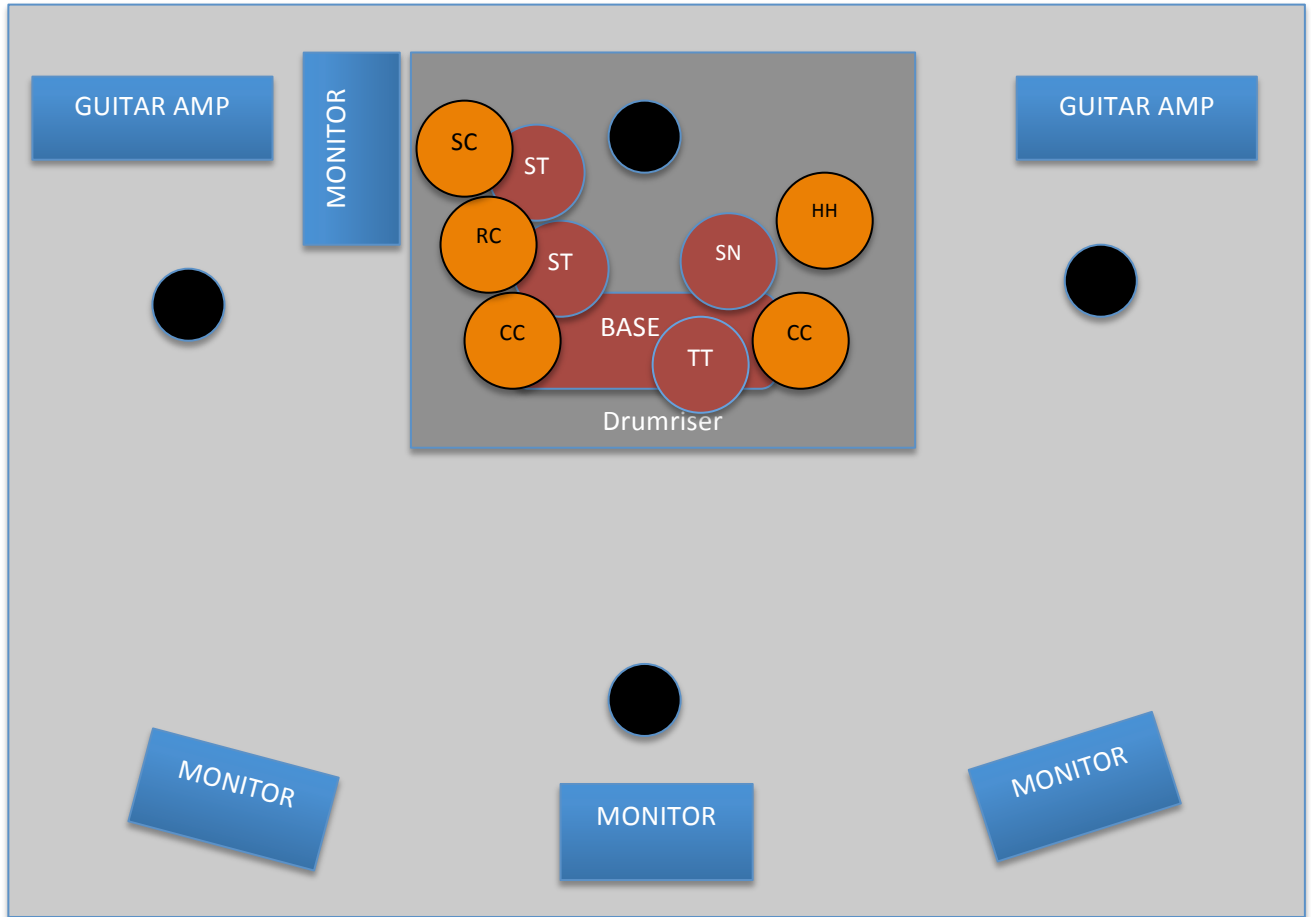 GUITAR AMP
MONITOR
GUITAR AMP
SC
ST
HH
RC
ST
SN
CC
BASE
CC
TT
Drumriser
MONITOR
MONITOR
MONITOR